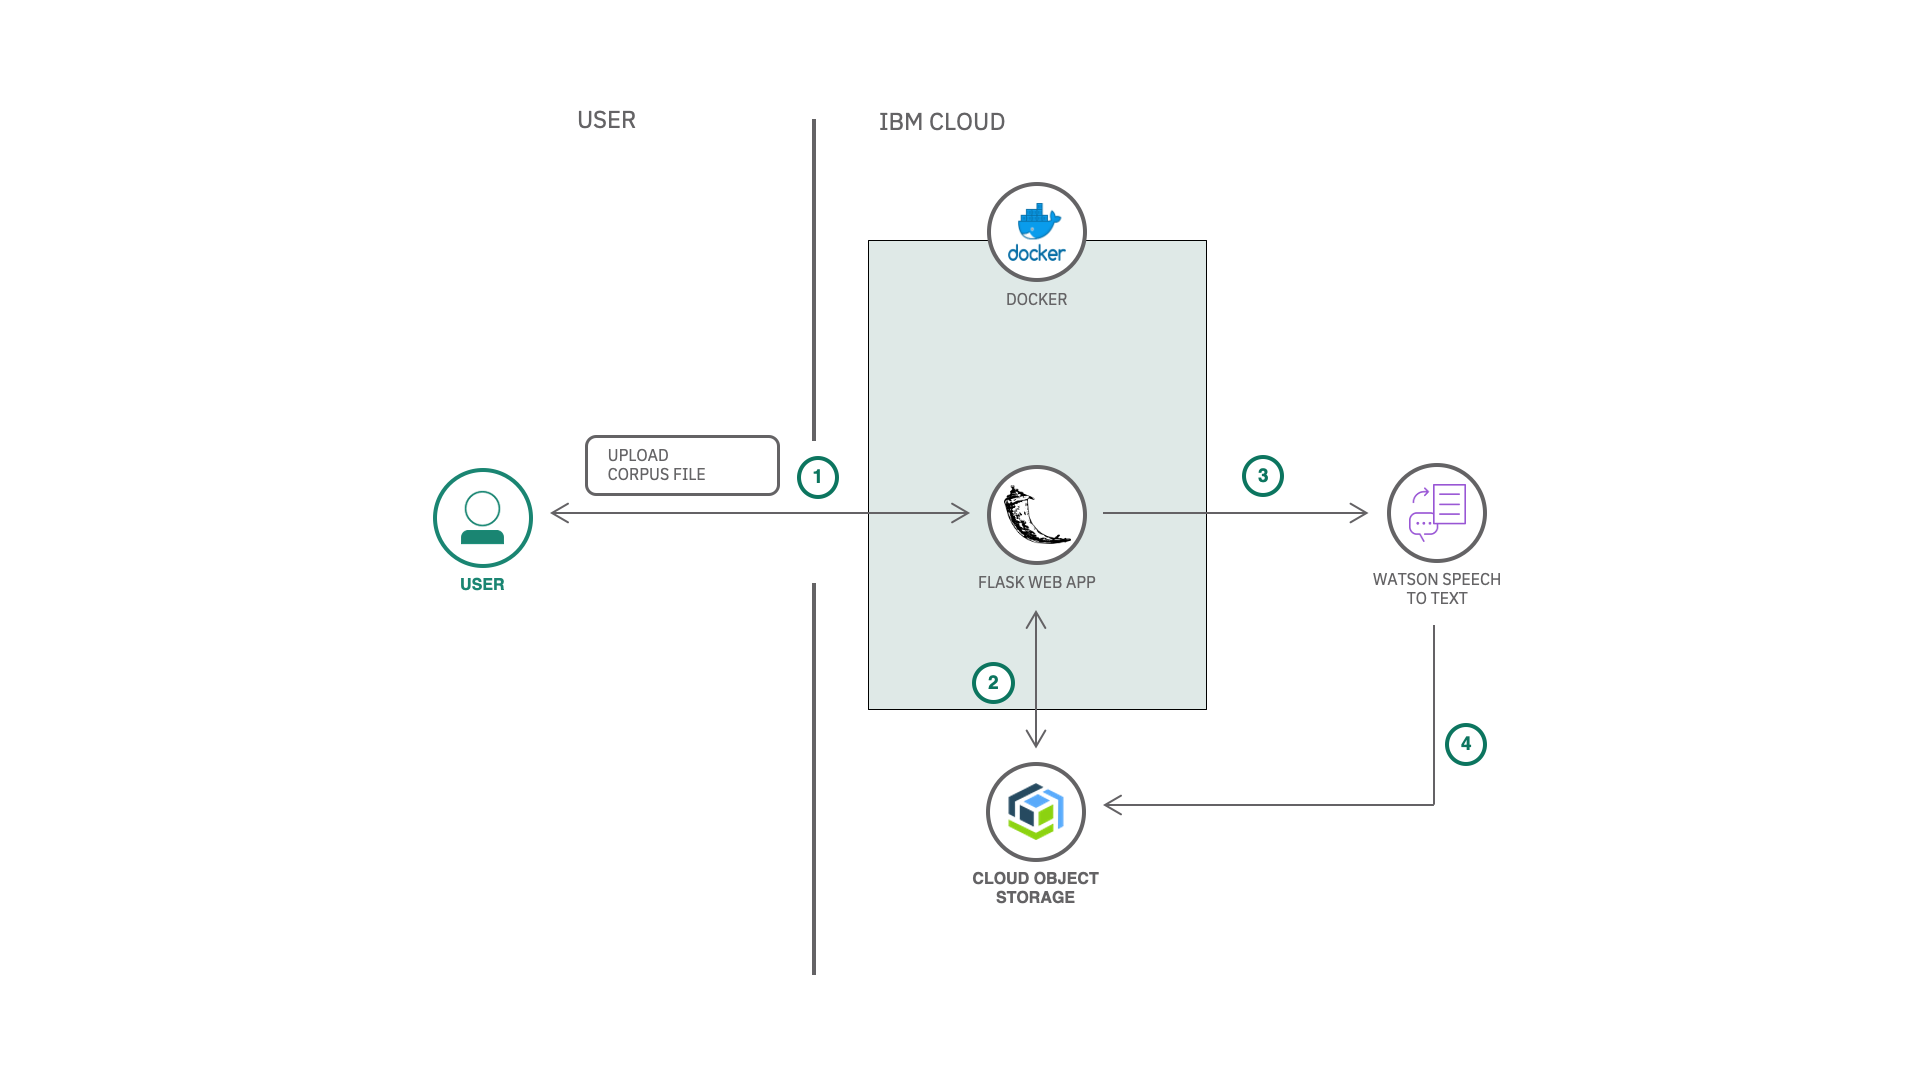 USER
IBM CLOUD
docker
DOCKER
UPLOAD
CORPUS FILE
1
3
USER
FLASK WEB APP
WATSON SPEECH
TO TEXT
2
4
CLOUD OBJECT
STORAGE